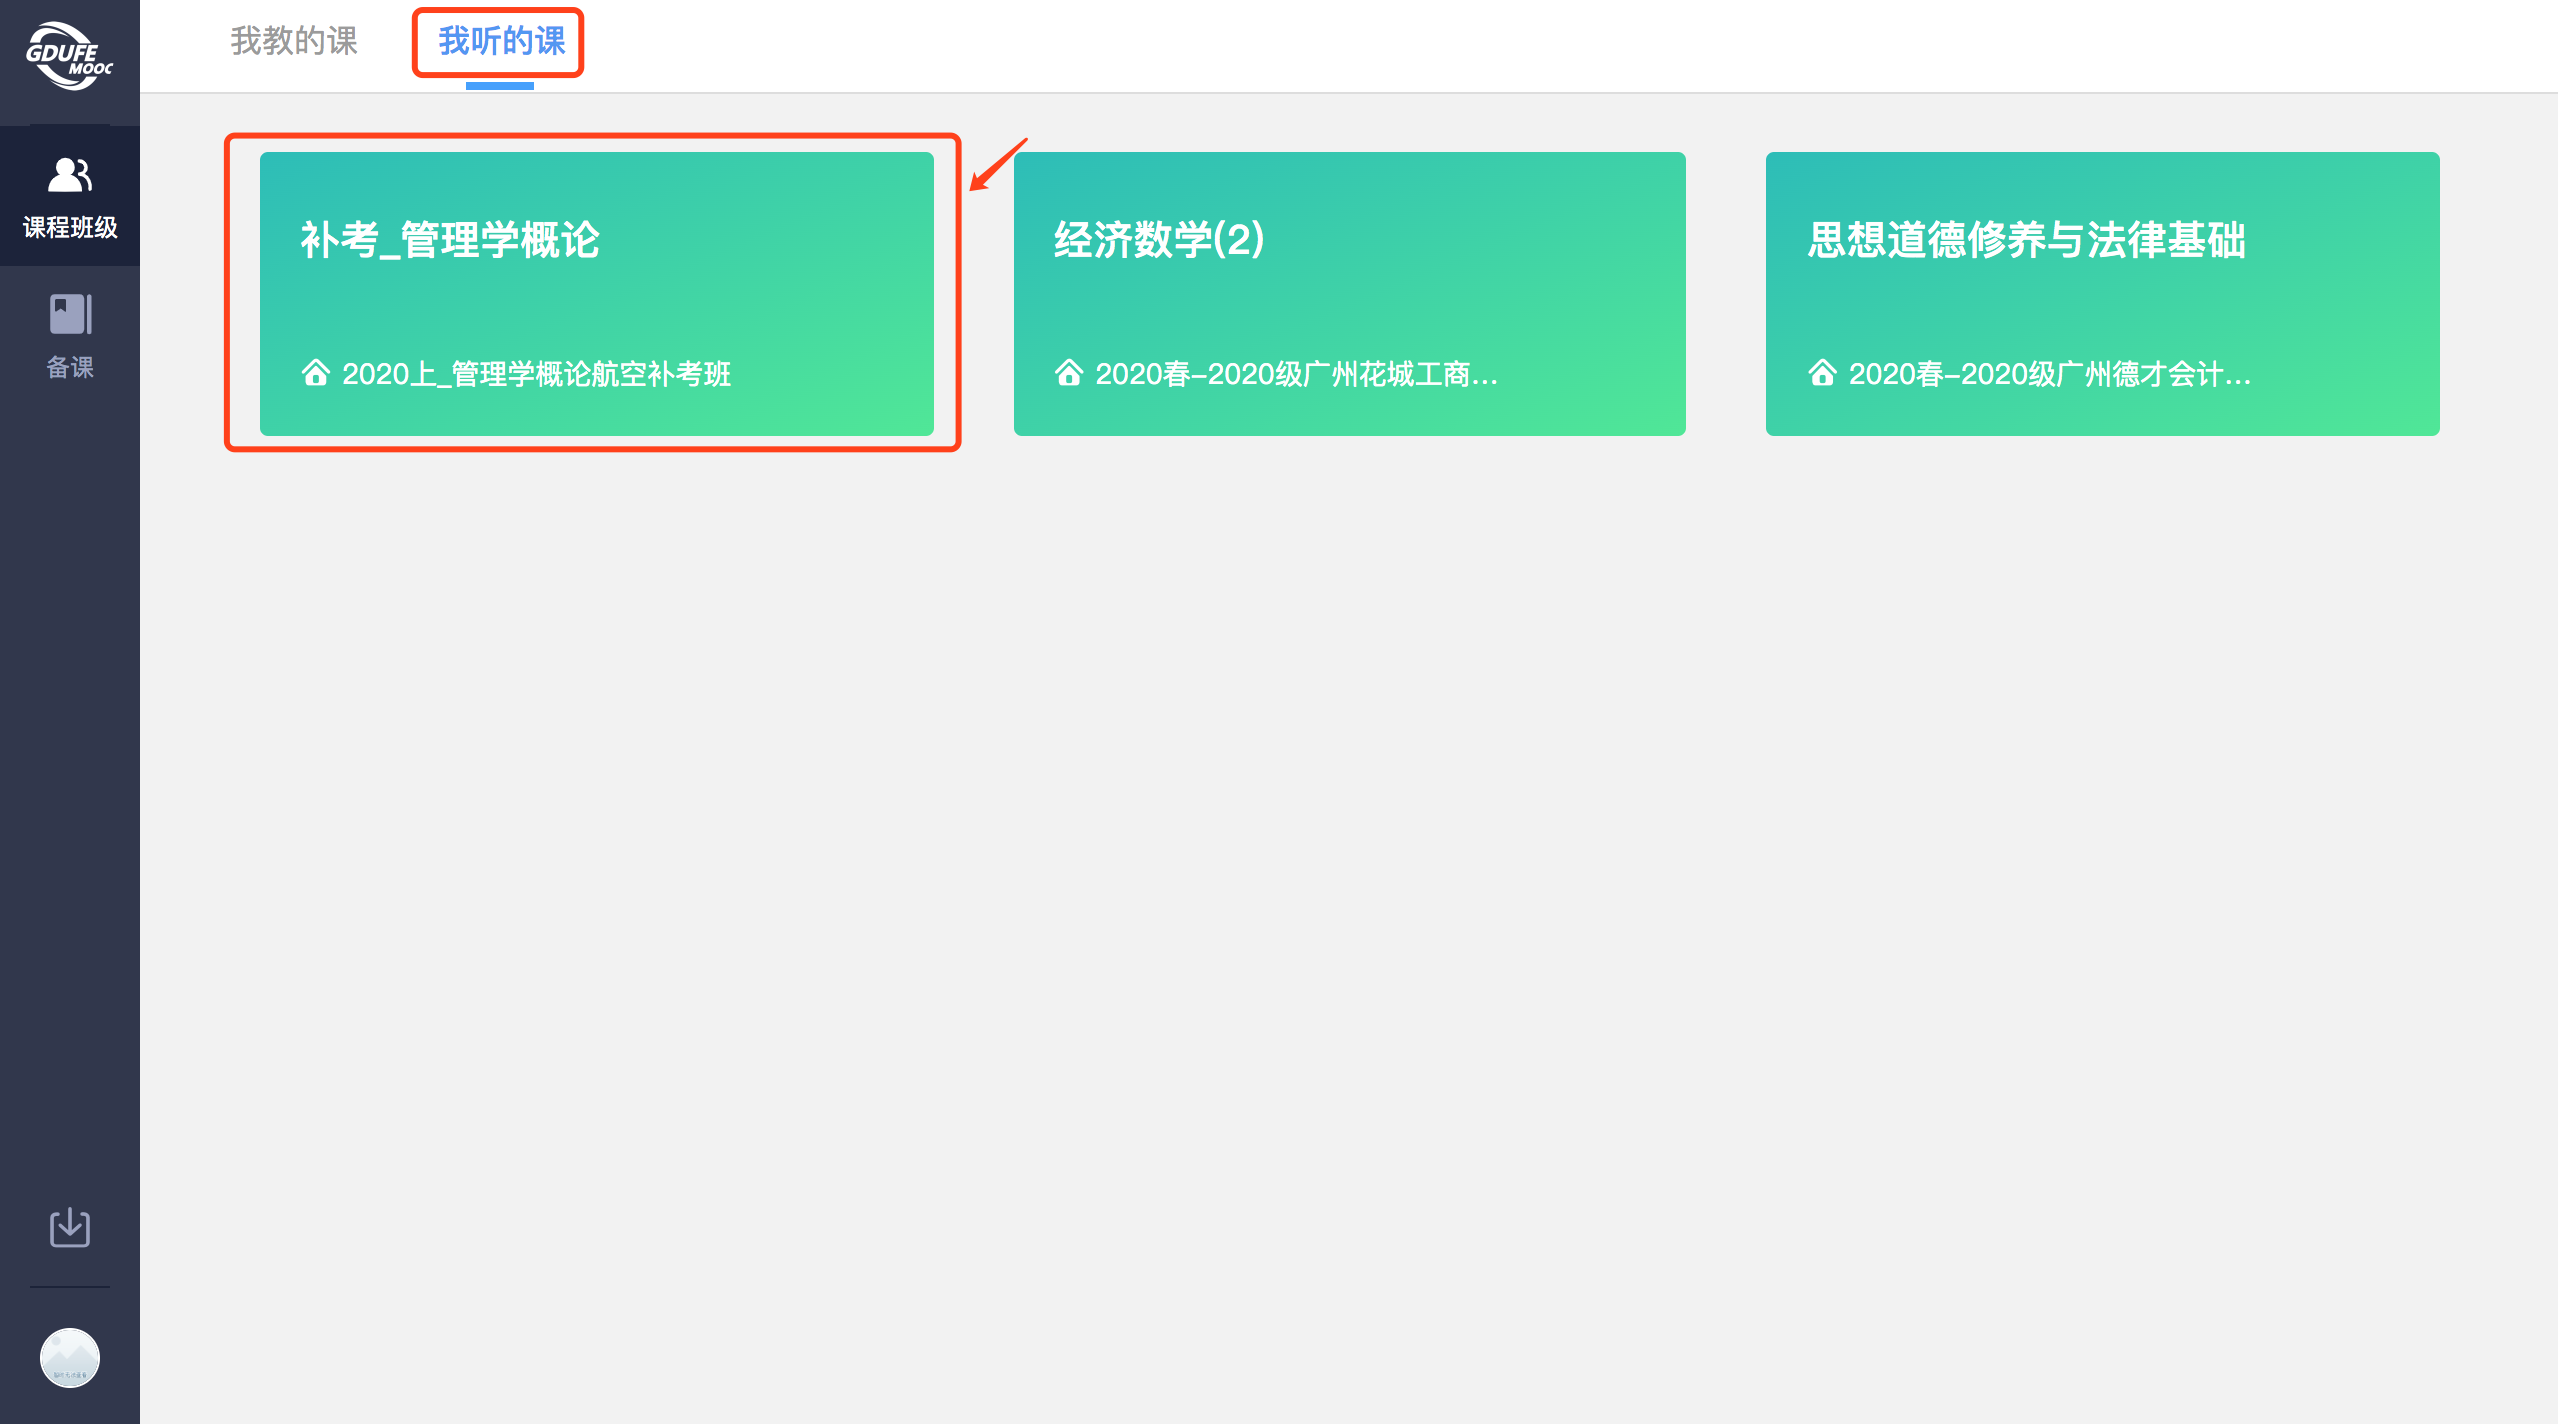 GDUFE
MOOC
课程班级
备课
我教的课
我听的课
补考_管理学概论
2020上_管理学概论航空补考班
经济数学(2)
2020春-2020级广州花城工商...
思想道德修养与法律基础
2020春-2020级广州德才会计...